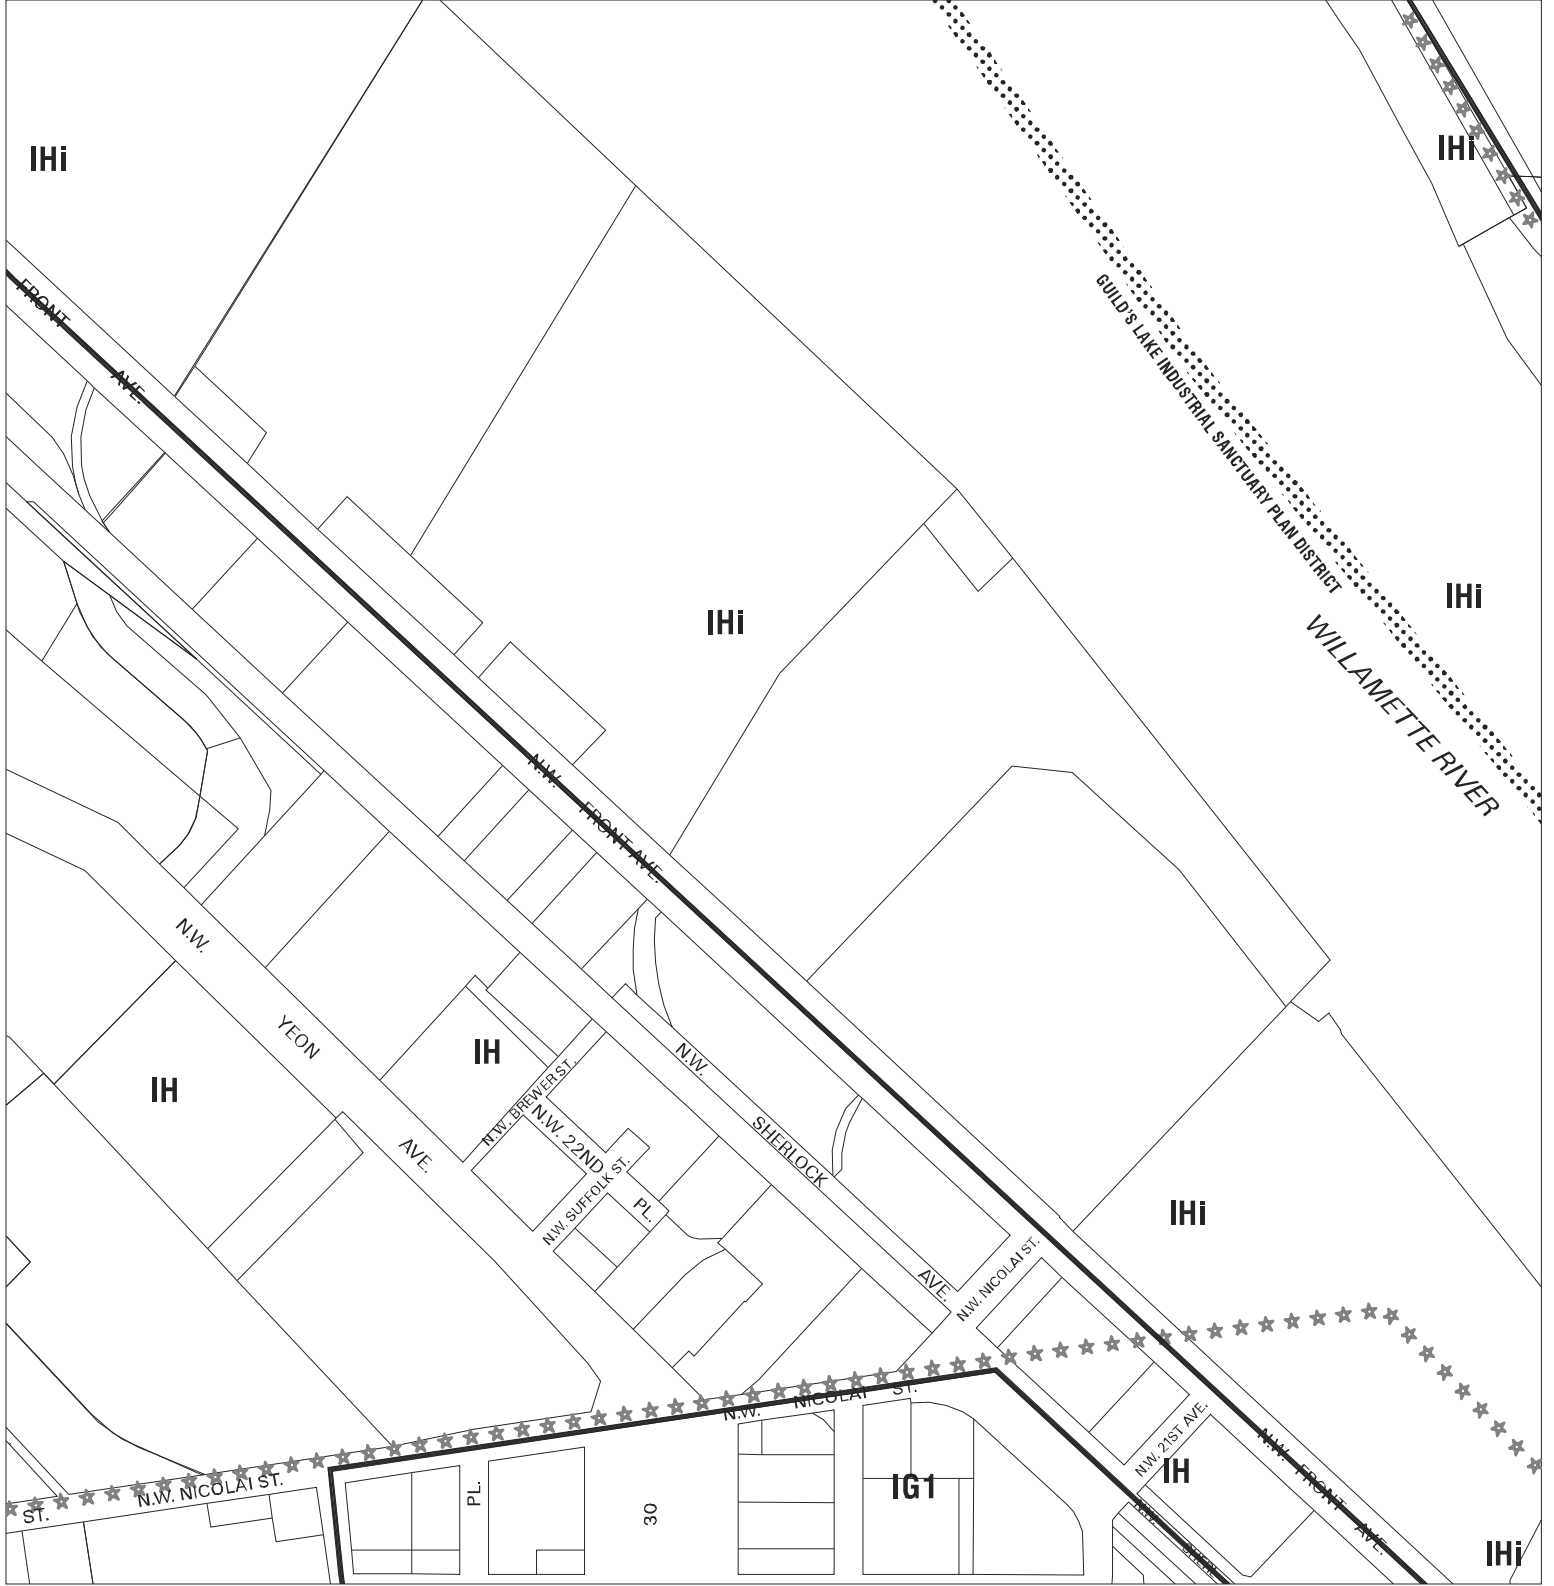 IHi
IHi
FRONT
AVE.
GUILD'S LAKE INDUSTRIAL SANCTUARY PLAN DISTRICT
IHi
IHi
WILLAMETTE RIVER
N.W.
FRONT AVE.
N.W.
YEON
AVE.
IH
IH
N.W. BREWER ST.
N.W. 22ND
PL.
N.W. SUFFOLK ST.
N.W.
SHERLOCK
AVE.
N.W. NICOLAI ST.
IHi
N.W. NICOLAI ST.
N.W. 21ST AVE.
IH
N.W. FRONT AVE.
N.W. NICOLAI ST.
ST.
PL.
30
IG1
N.W.
IHi